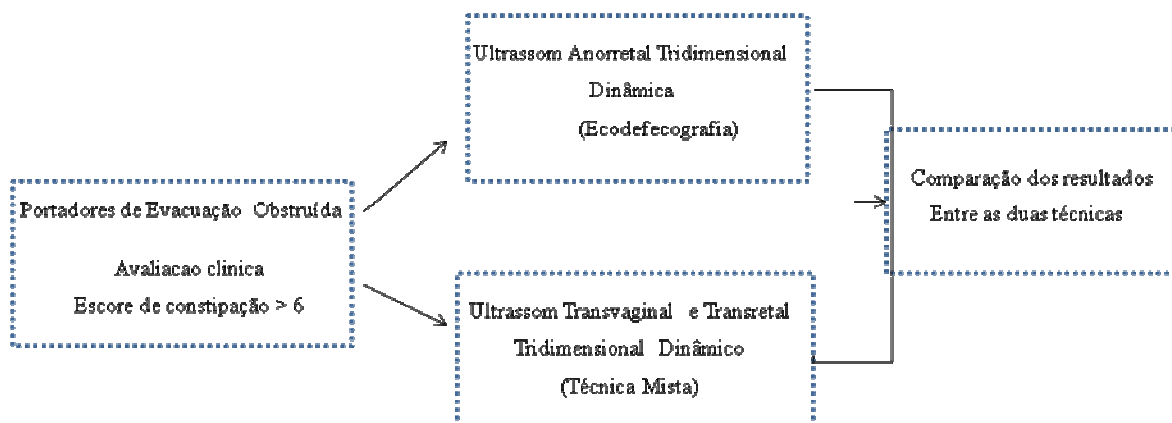 Portadores de Evacuação Obstruída
Avaliacao clinica
Escore de constipação > 6
Ultrassom Anorretal Tridimensional
Dinâmica
(Ecodefecografia)
Ultrassom Transvaginal e Transretal
Tridimensional Dinâmico
(Técnica Mista)
Comparação dos resultados
Entre as duas técnicas